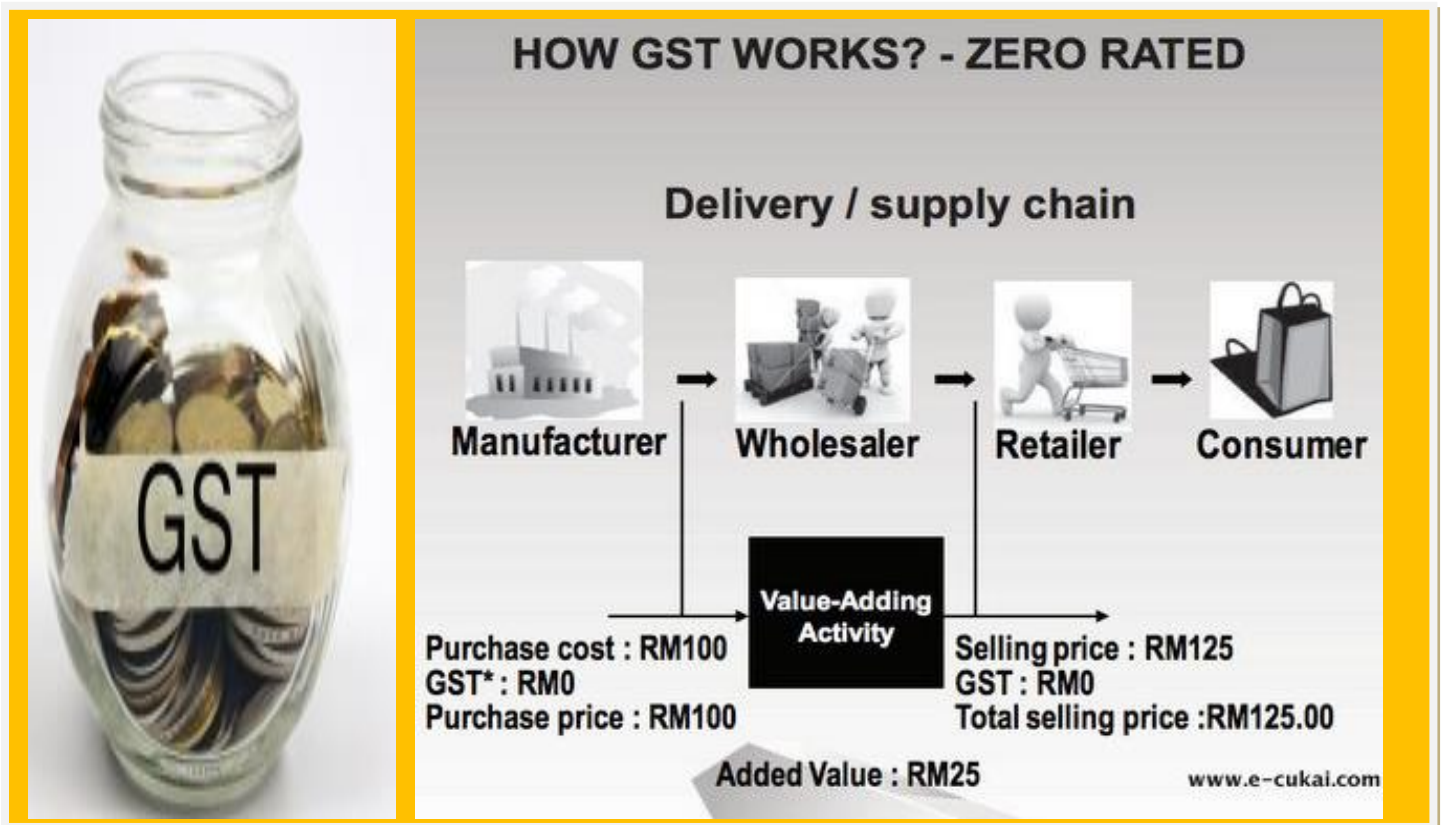 GST
HOW GST WORKS? - ZERO RATED
Delivery / supply chain
Manufacturer
Wholesaler
Retailer
Consumer
Value-Adding
Activity
Purchase cost : RM100
GST* : RM0
Purchase price : RM100
Selling price : RM125
GST : RM0
Total selling price :RM125.00
Added Value : RM25
www.e-cukai.com